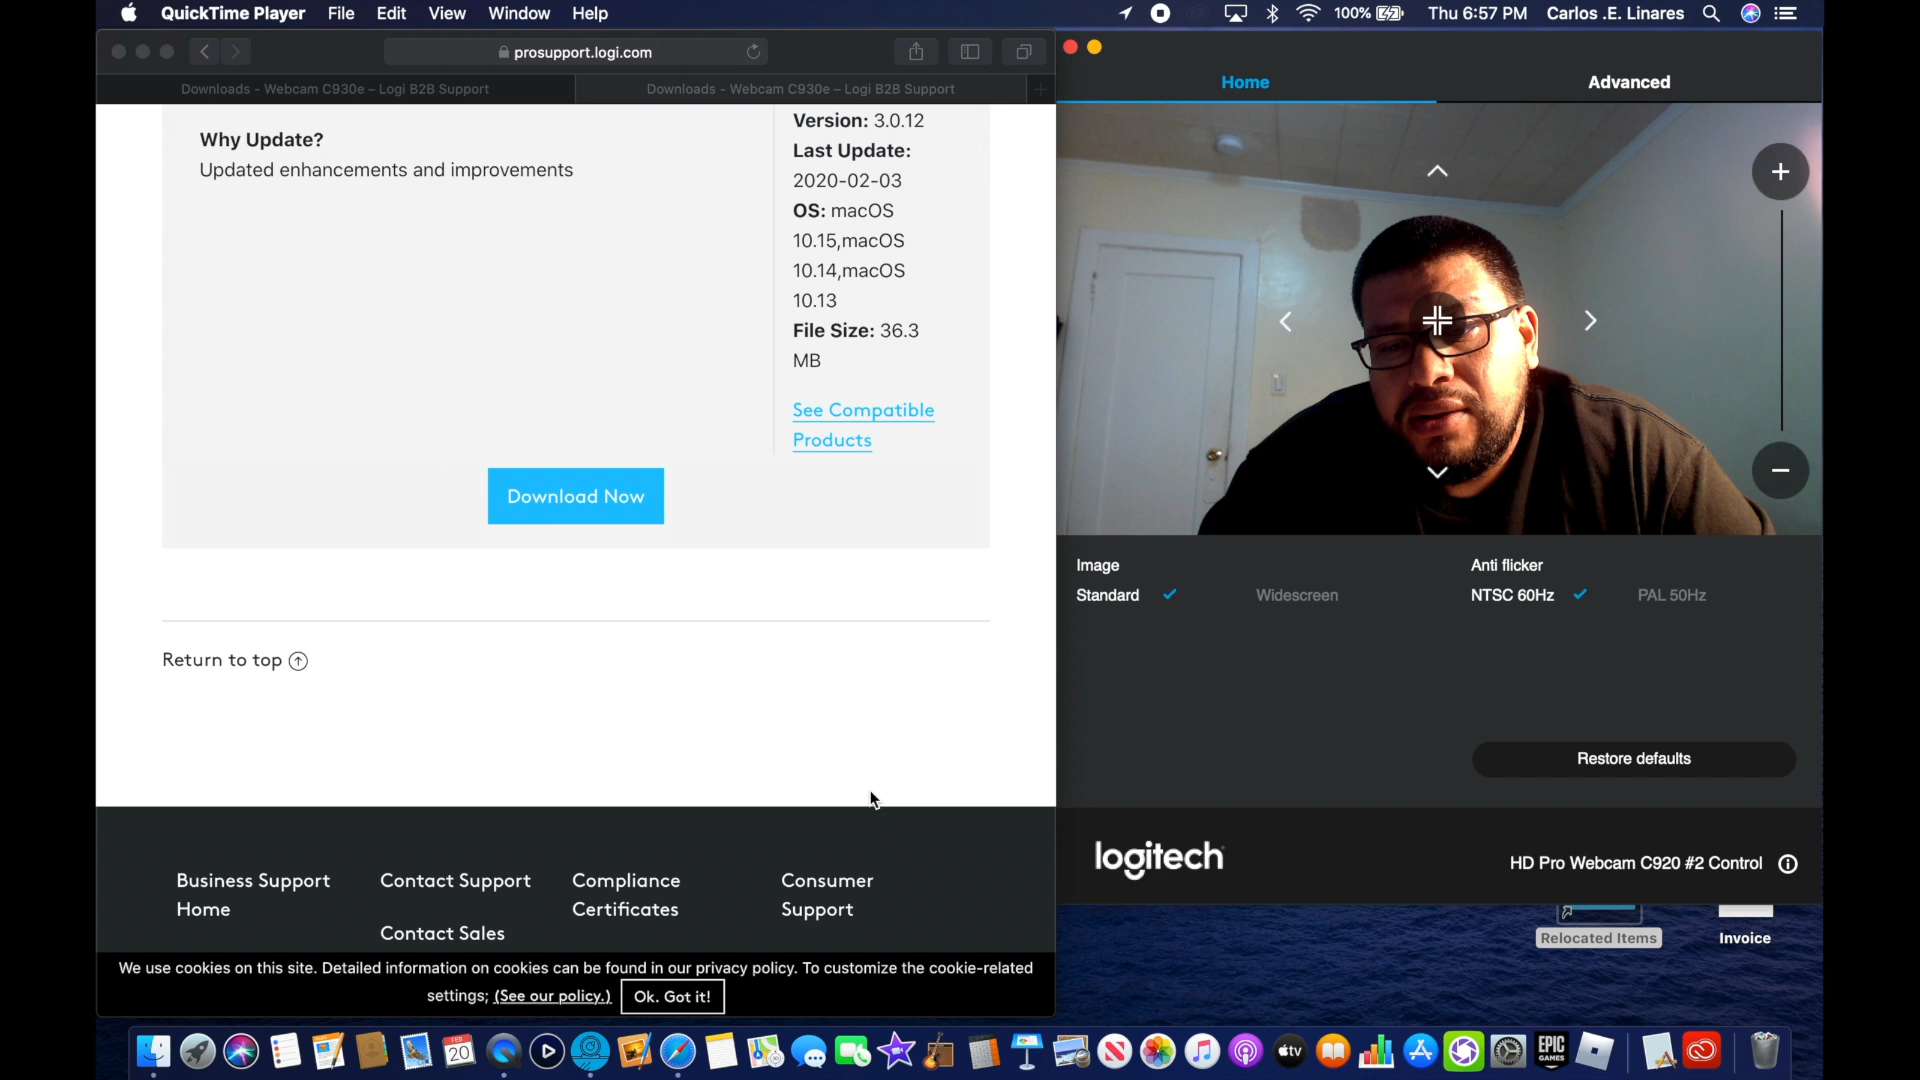 QuickTime Player File Edit View Window Help 100% Thu 6:57 PM Carlos .E. Linares
prosupport.logi.com
Downloads - Webcam C930e – Logi B2B Support
Downloads - Webcam C930e – Logi B2B Support
Why Update?
Updated enhancements and improvements
Version: 3.0.12
Last Update:
2020-02-03
OS: macOS
10.15,macOS
10.14,macOS
10.13
File Size: 36.3
MB
See Compatible
Products
Download Now
Return to top
Business Support
Home
Contact Support
Contact Sales
Compliance
Certificates
Consumer
Support
We use cookies on this site. Detailed information on cookies can be found in our privacy policy. To customize the cookie-related
settings; (See our policy.) Ok. Got it!
Home Advanced
Image
Standard Widescreen
Anti flicker
NTSC 60Hz PAL 50Hz
Restore defaults
logitech
HD Pro Webcam C920 #2 Control
Relocated Items
Invoice
FEB
20
tv
EPIC
GAMES